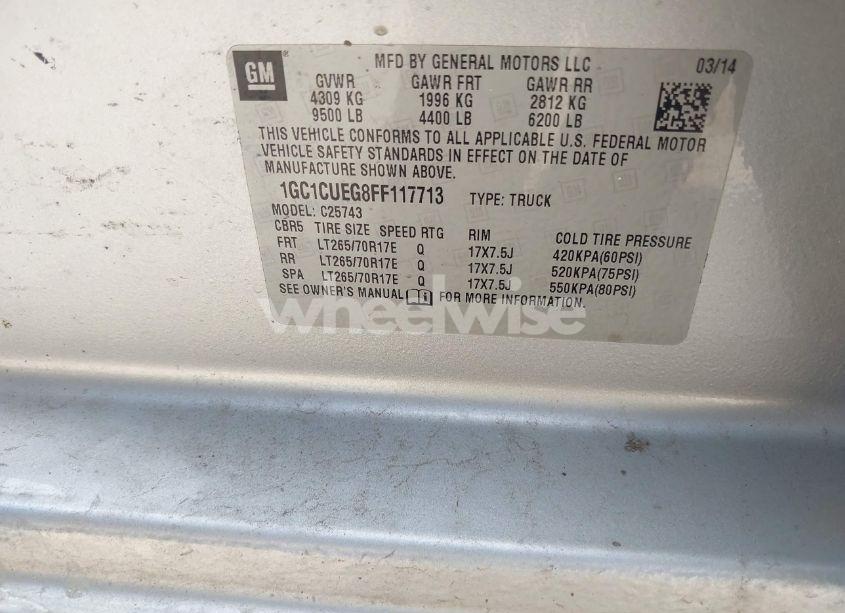 GM®
MFD BY GENERAL MOTORS LLC 03/14
GVWR GAWR FRT GAWR RR
4309 KG 1996 KG 2812 KG
9500 LB 4400 LB 6200 LB
THIS VEHICLE CONFORMS TO ALL APPLICABLE U.S. FEDERAL MOTOR
VEHICLE SAFETY STANDARDS IN EFFECT ON THE DATE OF
MANUFACTURE SHOWN ABOVE.
1GC1CUEG8FF117713 TYPE: TRUCK
MODEL: C25743
CBR5 TIRE SIZE SPEED RTG RIM COLD TIRE PRESSURE
FRT LT265/70R17E Q 17X7.5J 420KPA(60PSI)
RR LT265/70R17E Q 17X7.5J 520KPA(75PSI)
SPA LT265/70R17E Q 17X7.5J 550KPA(80PSI)
SEE OWNER'S MANUAL FOR MORE INFORMATION.
wheelwise